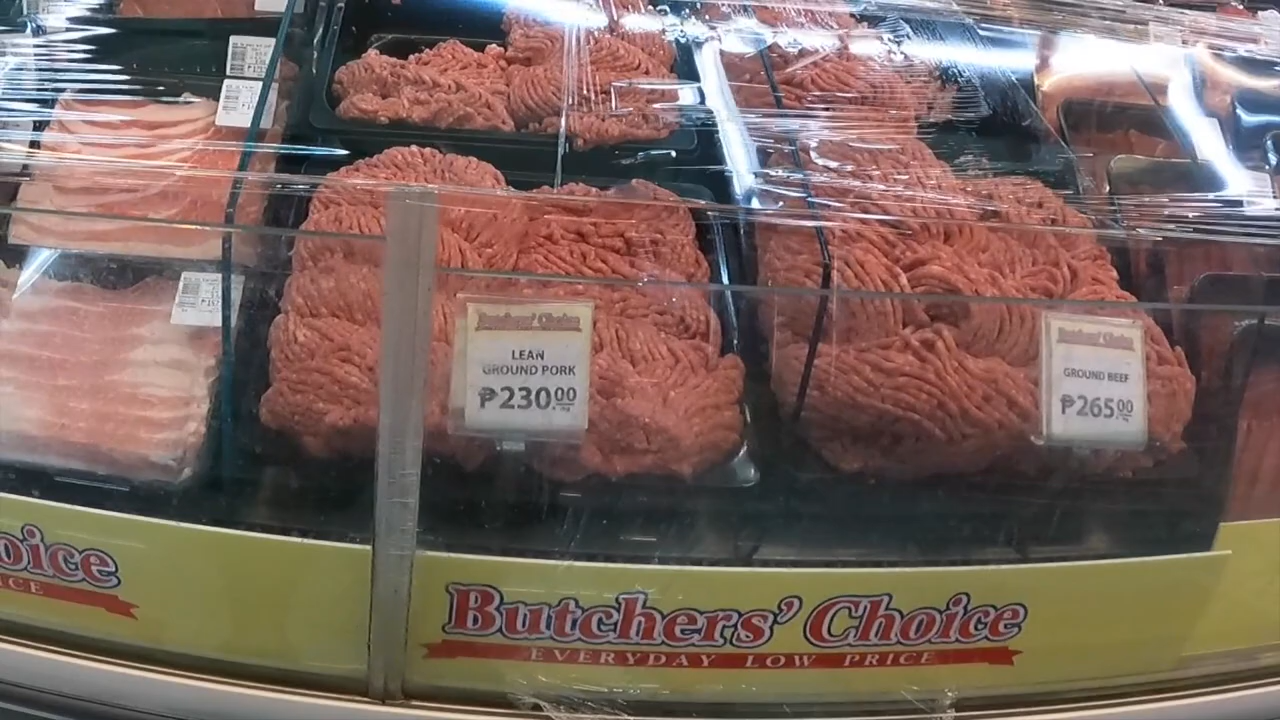 Butchers' Choice
LEAN
GROUND PORK
₱230.00
Butchers' Choice
GROUND BEEF
₱265.00
oice
ICE
Butchers' Choice
EVERYDAY LOW PRICE